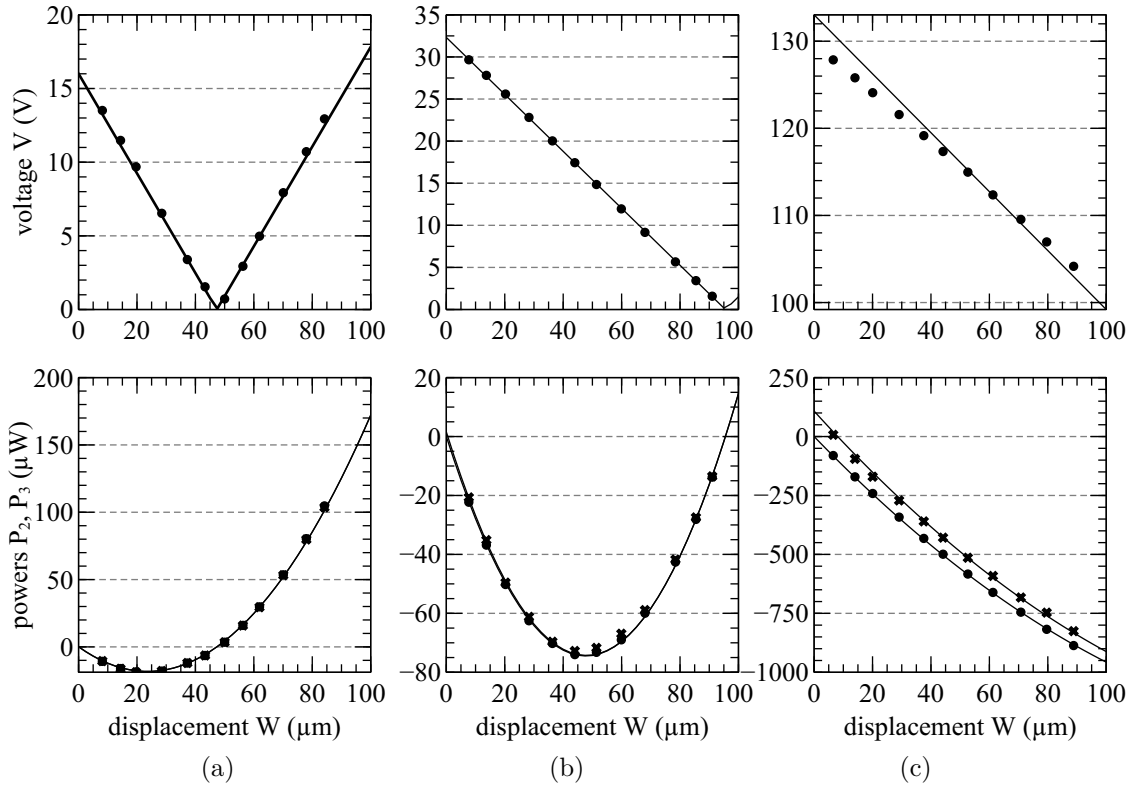 20
15
10
5
0
0 20 40 60 80 100
voltage V (V)
35
30
25
20
15
10
5
0
0 20 40 60 80 100
130
120
110
100
0 20 40 60 80 100
200
150
100
50
0
0 20 40 60 80 100
powers P₂, P₃ (µW)
displacement W (µm)
(a)
20
0
−20
−40
−60
−80
0 20 40 60 80 100
displacement W (µm)
(b)
250
0
−250
−500
−750
−1000
0 20 40 60 80 100
displacement W (µm)
(c)